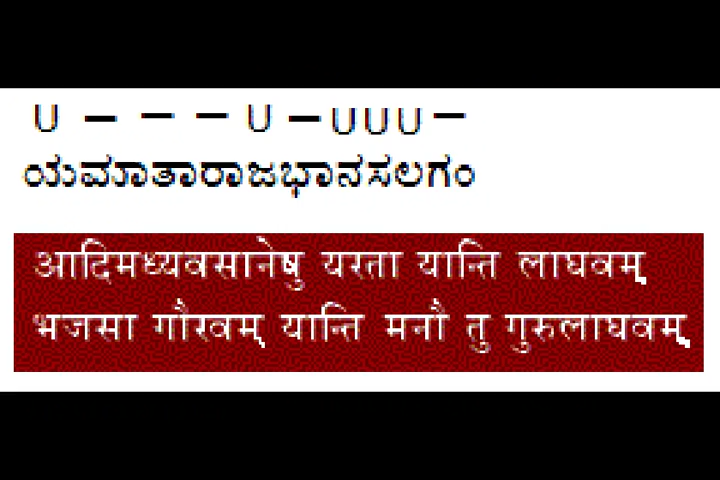 U — — — U — U U U —
ಯಮಾತಾರಾಜಭಾನಸಲಗಂ
आदिमध्यवसानेषु यरता यान्ति लाघवम्
भजसा गौरवम् यान्ति मनौ तु गुरुलाघवम्